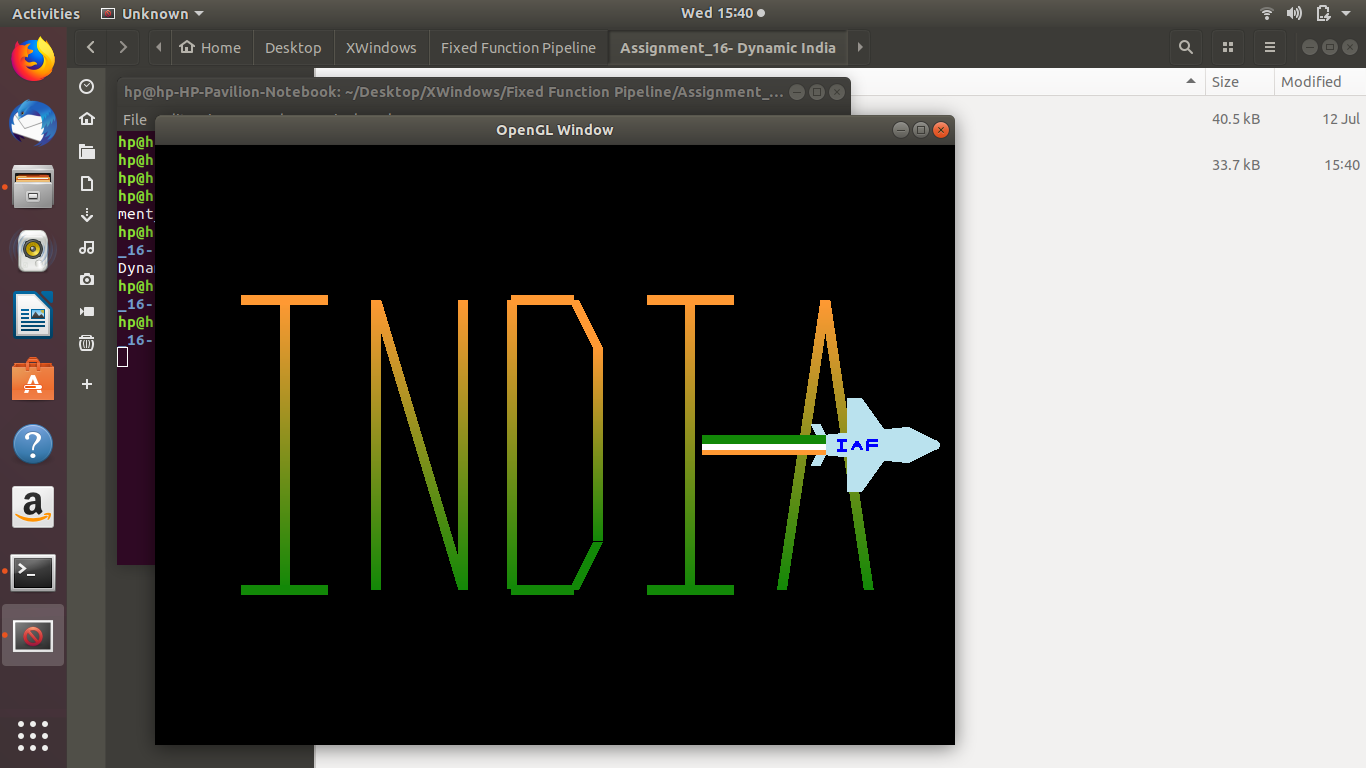 Activities Unknown Wed 15:40
Home Desktop XWindows Fixed Function Pipeline Assignment_16- Dynamic India
Size Modified
hp@hp-HP-Pavilion-Notebook: ~/Desktop/XWindows/Fixed Function Pipeline/Assignment_...
File
40.5 kB 12 Jul
OpenGL Window
hp@h
hp@h
33.7 kB 15:40
hp@h
hp@h
ment_
hp@h
_16-
Dyna
hp@h
_16-
hp@h
_16-
INDIA
IAF